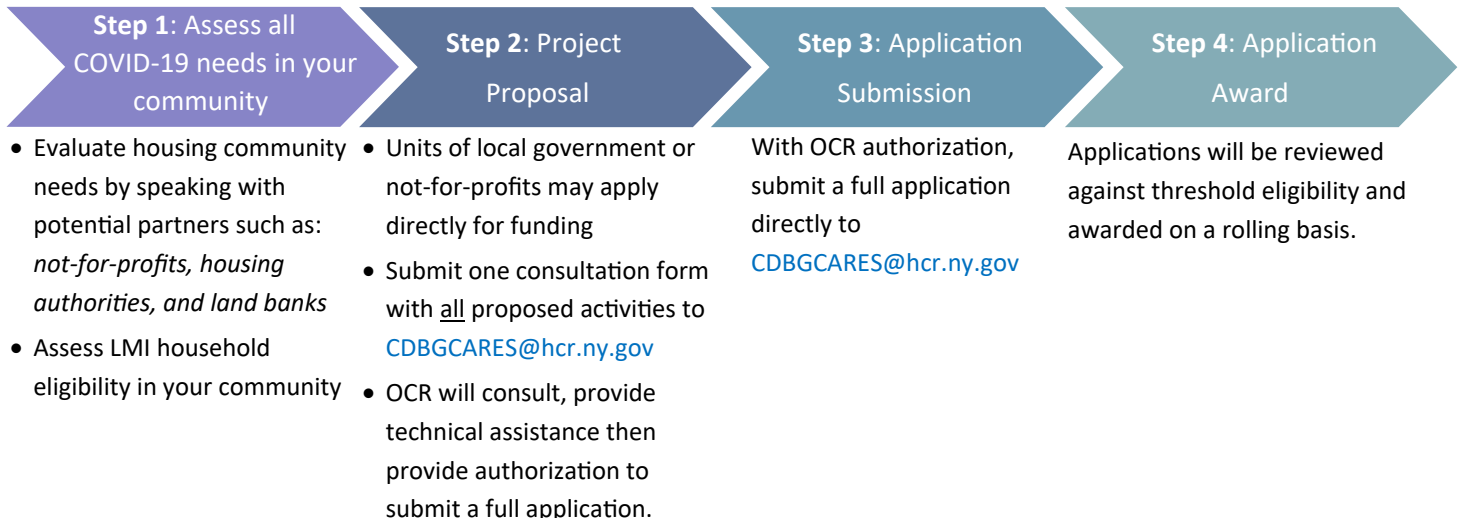 Step 1: Assess all
COVID-19 needs in your
community
Step 2: Project
Proposal
Step 3: Application
Submission
Step 4: Application
Award
• Evaluate housing community
needs by speaking with
potential partners such as:
not-for-profits, housing
authorities, and land banks
• Assess LMI household
eligibility in your community
• Units of local government or
not-for-profits may apply
directly for funding
• Submit one consultation form
with all proposed activities to
CDBGCARES@hcr.ny.gov
• OCR will consult, provide
technical assistance then
provide authorization to
submit a full application.
With OCR authorization,
submit a full application
directly to
CDBGCARES@hcr.ny.gov
Applications will be reviewed
against threshold eligibility and
awarded on a rolling basis.